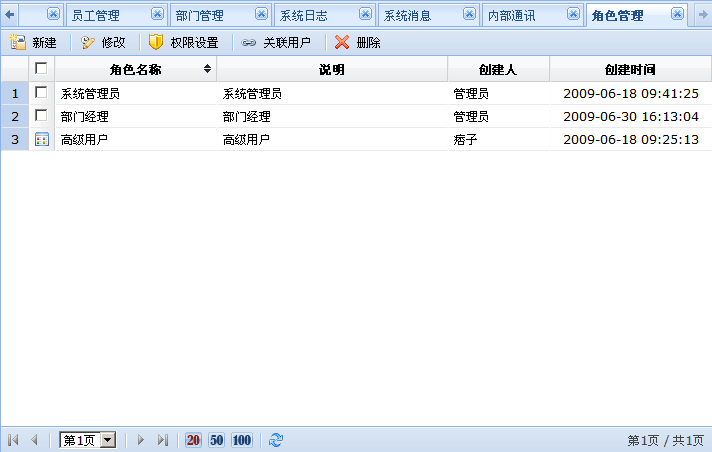 员工管理 部门管理 系统日志 系统消息 内部通讯 角色管理
新建 修改 权限设置 关联用户 删除
角色名称 说明 创建人 创建时间
1 系统管理员 系统管理员 管理员 2009-06-18 09:41:25
2 部门经理 部门经理 管理员 2009-06-30 16:13:04
3 高级用户 高级用户 痞子 2009-06-18 09:25:13
第1页 20 50 100 第1页 / 共1页